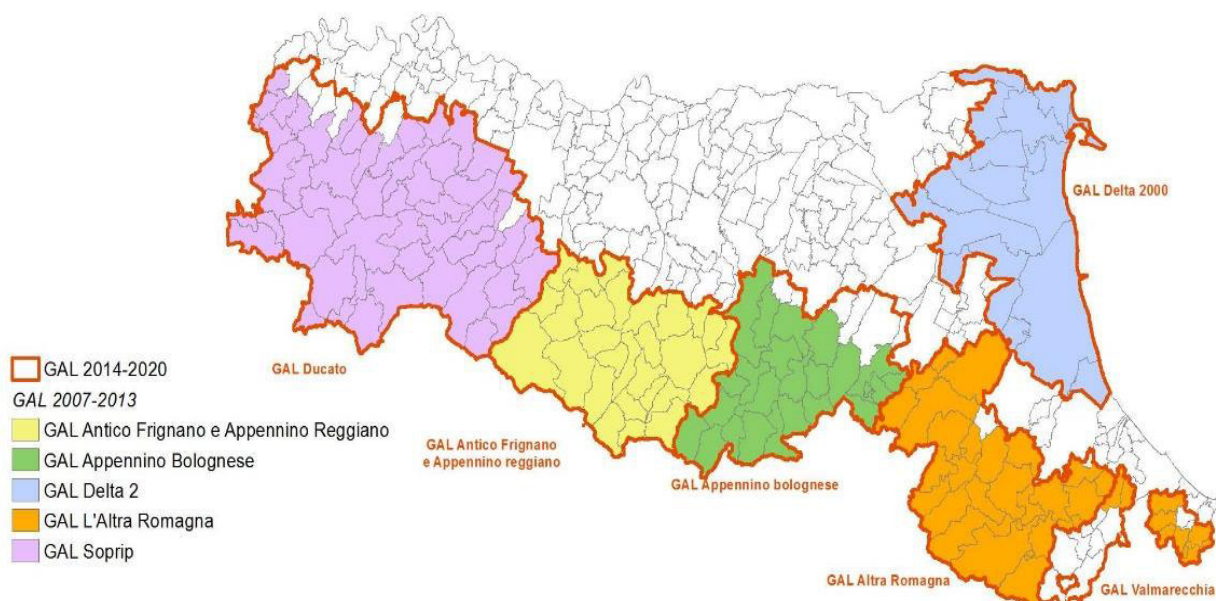 GAL Delta 2000
GAL Ducato
GAL Antico Frignano
e Appennino reggiano
GAL Appennino bolognese
GAL Altra Romagna
GAL Valmarecchia
GAL 2014-2020
GAL 2007-2013
GAL Antico Frignano e Appennino Reggiano
GAL Appennino Bolognese
GAL Delta 2
GAL L'Altra Romagna
GAL Soprip